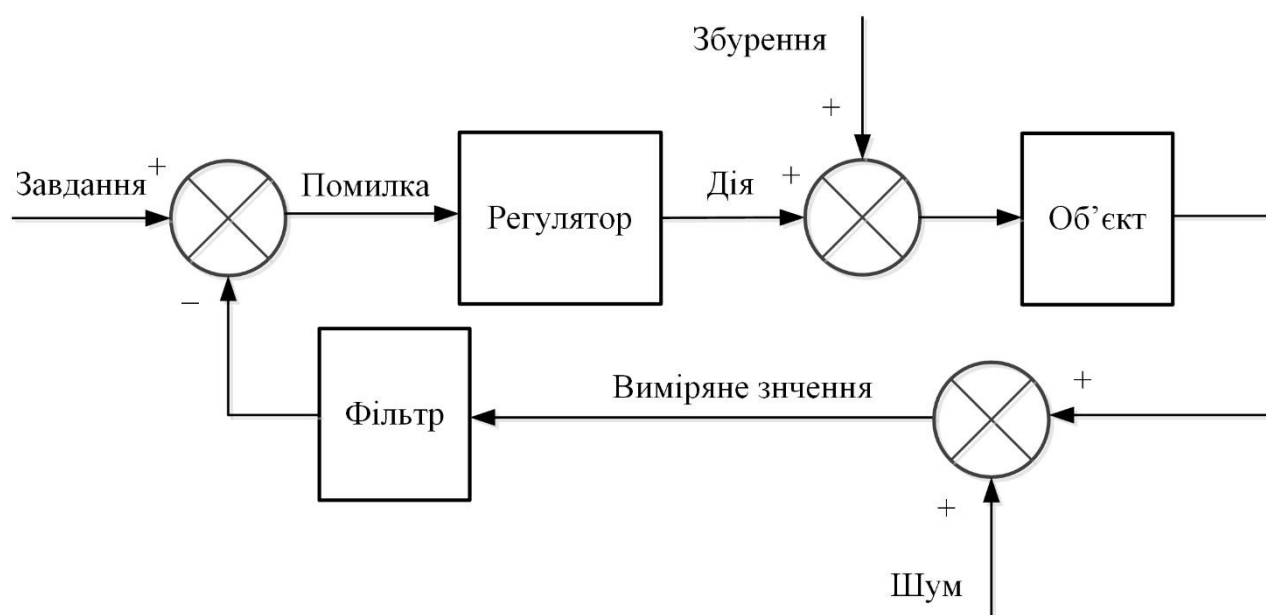 Збурення
+
Завдання
+
Помилка
Регулятор
Дія
+
Об’єкт
−
Фільтр
Виміряне знчення
+
+
Шум